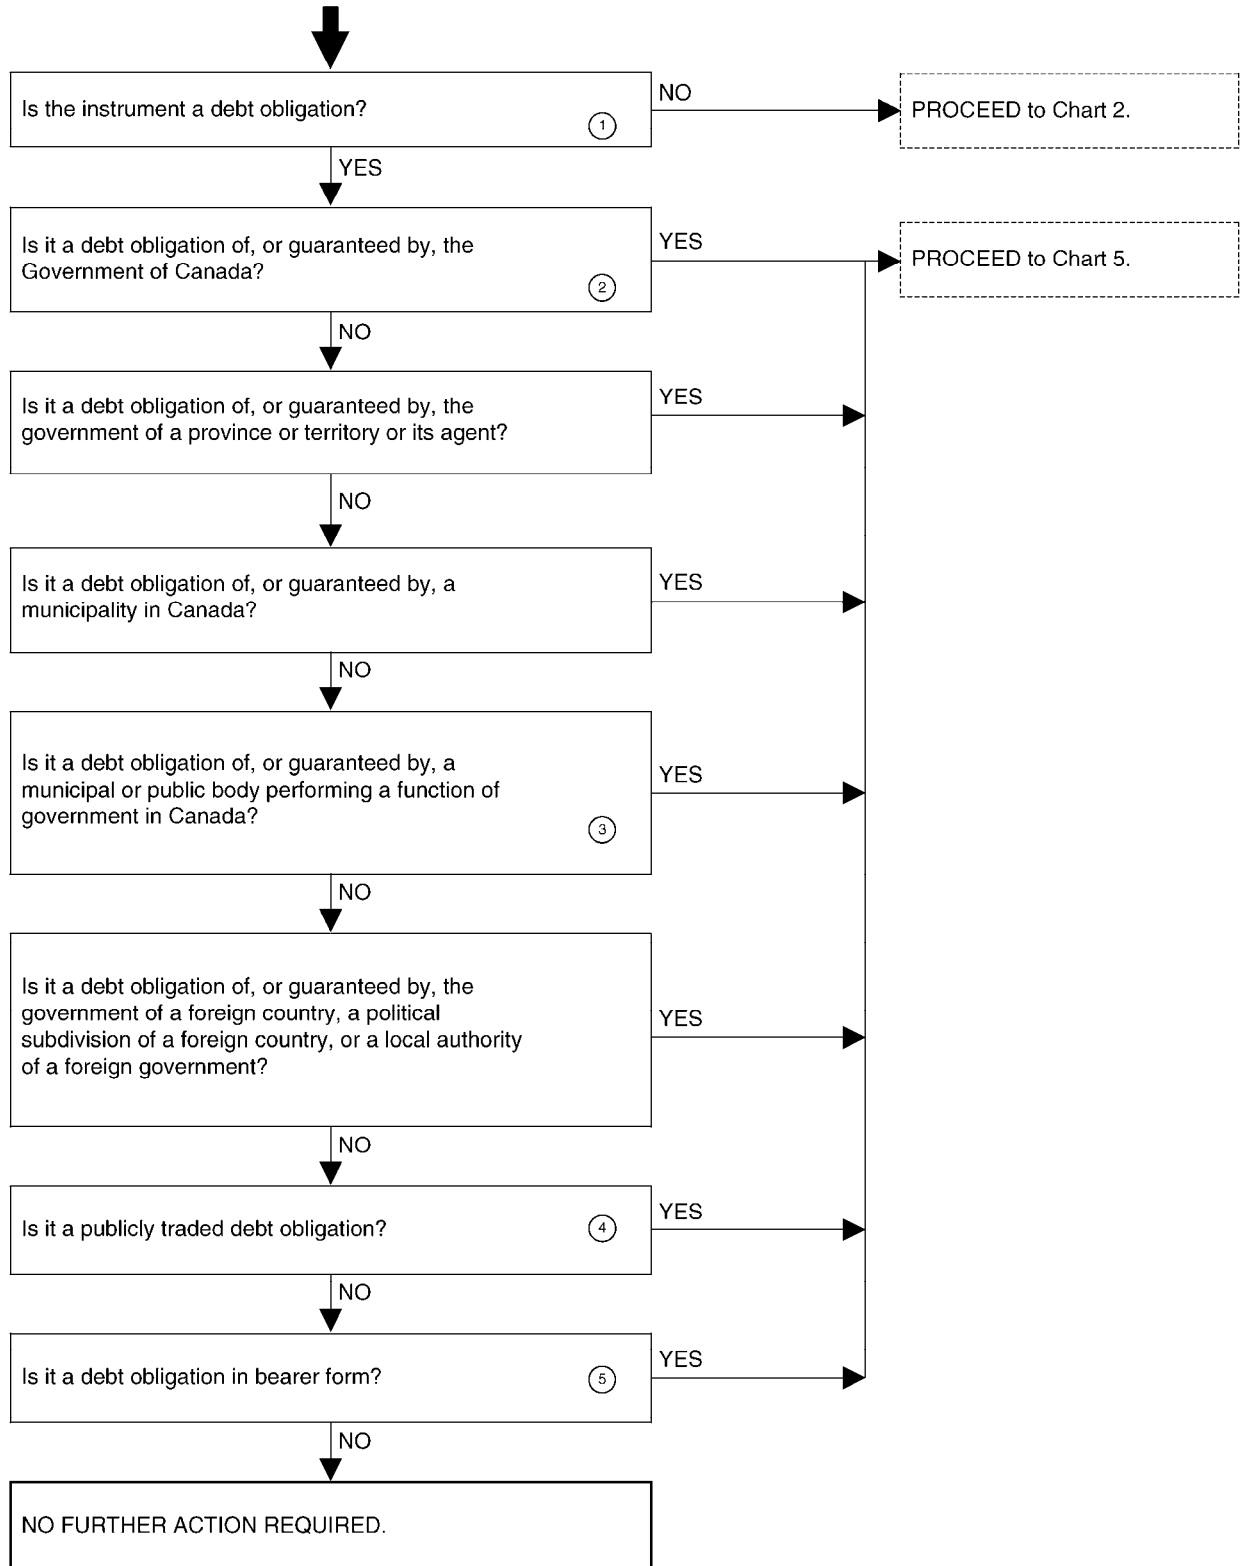 Is the instrument a debt obligation?
1
NO
PROCEED to Chart 2.
YES
Is it a debt obligation of, or guaranteed by, the
Government of Canada?
2
YES
PROCEED to Chart 5.
NO
Is it a debt obligation of, or guaranteed by, the
government of a province or territory or its agent?
YES
NO
Is it a debt obligation of, or guaranteed by, a
municipality in Canada?
YES
NO
Is it a debt obligation of, or guaranteed by, a
municipal or public body performing a function of
government in Canada?
3
YES
NO
Is it a debt obligation of, or guaranteed by, the
government of a foreign country, a political
subdivision of a foreign country, or a local authority
of a foreign government?
YES
NO
Is it a publicly traded debt obligation?
4
YES
NO
Is it a debt obligation in bearer form?
5
YES
NO
NO FURTHER ACTION REQUIRED.